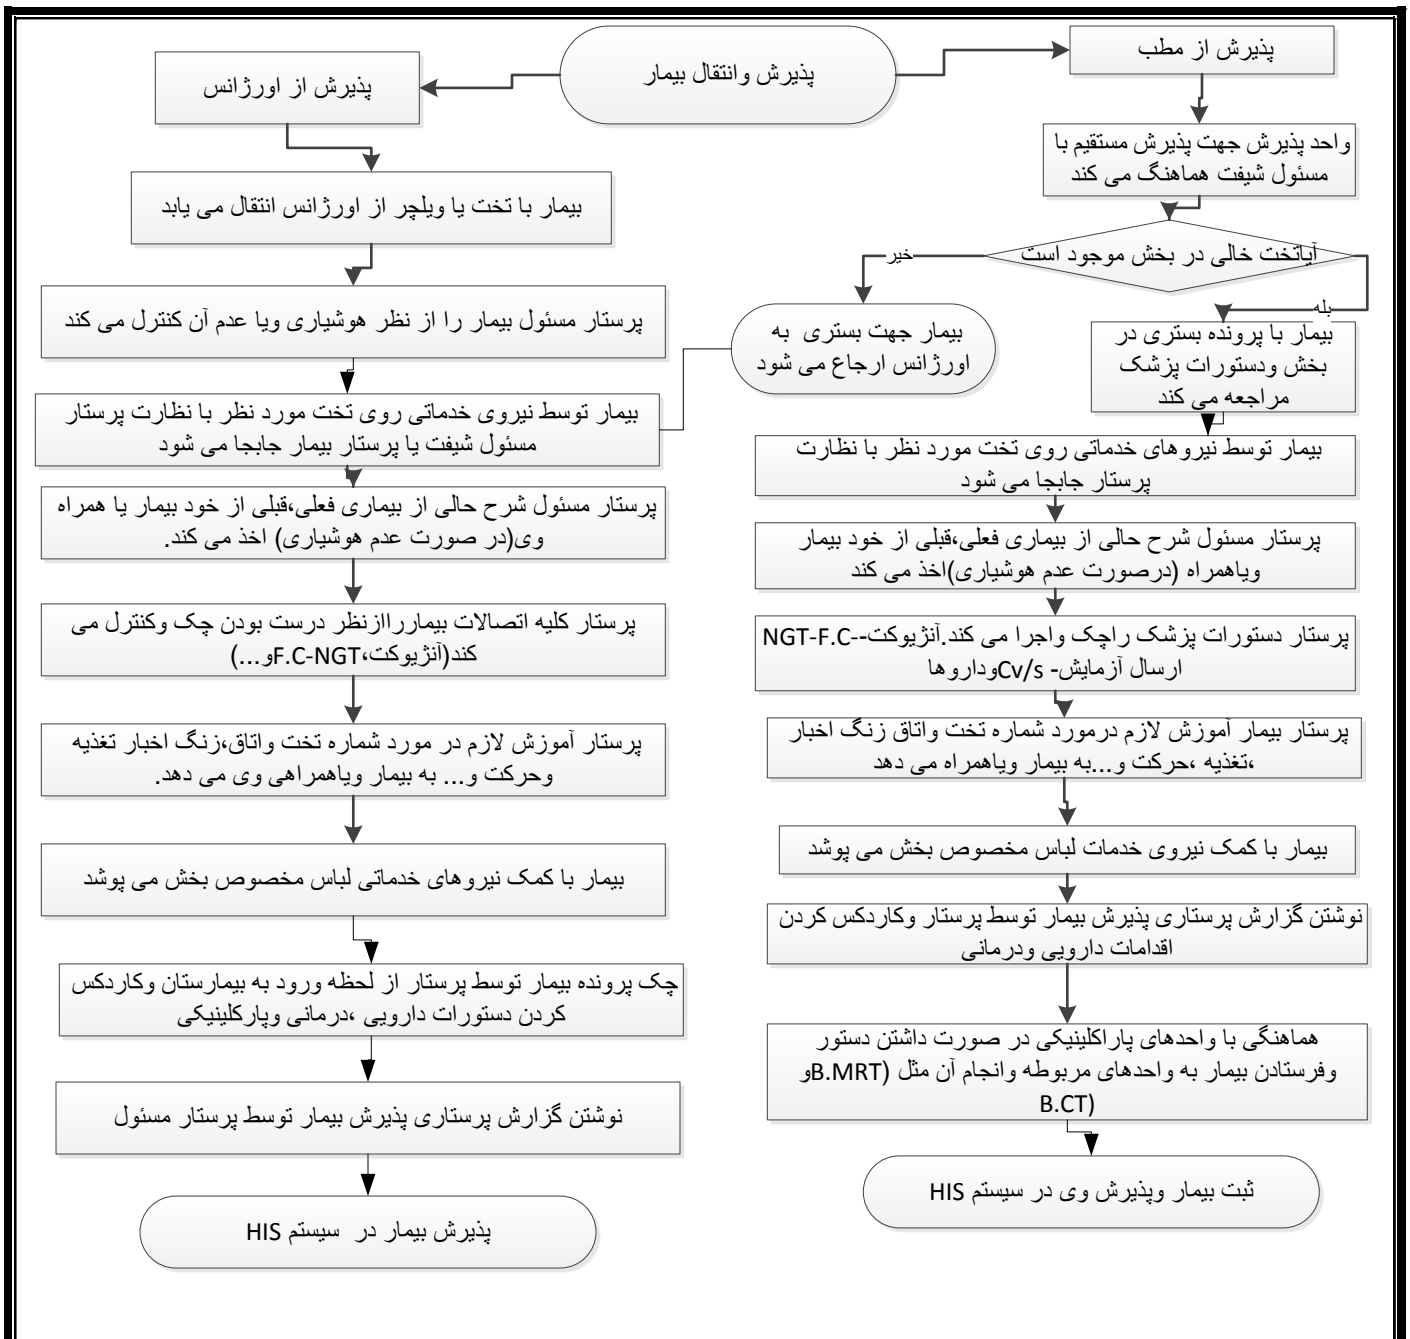 پذیرش وانتقال بیمار
پذیرش از مطب
واحد پذیرش جهت پذیرش مستقیم با
مسئول شیفت هماهنگ می کند
آیاتخت خالی در بخش موجود است
خیر
بله
بیمار جهت بستری به
اورژانس ارجاع می شود
بیمار با پرونده بستری در
بخش ودستورات پزشک
مراجعه می کند
بیمار توسط نیروهای خدماتی روی تخت مورد نظر با نظارت
پرستار جابجا می شود
پرستار مسئول شرح حالی از بیماری فعلی،قبلی از خود بیمار
ویاهمراه (درصورت عدم هوشیاری)اخذ می کند
پرستار دستورات پزشک راچک واجرا می کند.آنژیوکت--NGT-F.C
ارسال آزمایش- Cv/sوداروها
پرستار بیمار آموزش لازم درمورد شماره تخت واتاق زنگ اخبار
،تغذیه ،حرکت و...به بیمار ویاهمراه می دهد
بیمار با کمک نیروی خدمات لباس مخصوص بخش می پوشد
نوشتن گزارش پرستاری پذیرش بیمار توسط پرستار وکاردکس کردن
اقدامات دارویی ودرمانی
هماهنگی با واحدهای پاراکلینیکی در صورت داشتن دستور
وفرستادن بیمار به واحدهای مربوطه وانجام آن مثل (B.MRTو
B.CT)
ثبت بیمار وپذیرش وی در سیستم HIS
پذیرش از اورژانس
بیمار با تخت یا ویلچر از اورژانس انتقال می یابد
پرستار مسئول بیمار را از نظر هوشیاری ویا عدم آن کنترل می کند
بیمار توسط نیروی خدماتی روی تخت مورد نظر با نظارت پرستار
مسئول شیفت یا پرستار بیمار جابجا می شود
پرستار مسئول شرح حالی از بیماری فعلی،قبلی از خود بیمار یا همراه
وی(در صورت عدم هوشیاری) اخذ می کند.
پرستار کلیه اتصالات بیمارراازنظر درست بودن چک وکنترل می
کند(آنژیوکت،F.C-NGTو...)
پرستار آموزش لازم در مورد شماره تخت واتاق،زنگ اخبار تغذیه
وحرکت و... به بیمار ویاهمراهی وی می دهد.
بیمار با کمک نیروهای خدماتی لباس مخصوص بخش می پوشد
چک پرونده بیمار توسط پرستار از لحظه ورود به بیمارستان وکاردکس
کردن دستورات دارویی ،درمانی وپارکلینیکی
نوشتن گزارش پرستاری پذیرش بیمار توسط پرستار مسئول
پذیرش بیمار در سیستم HIS